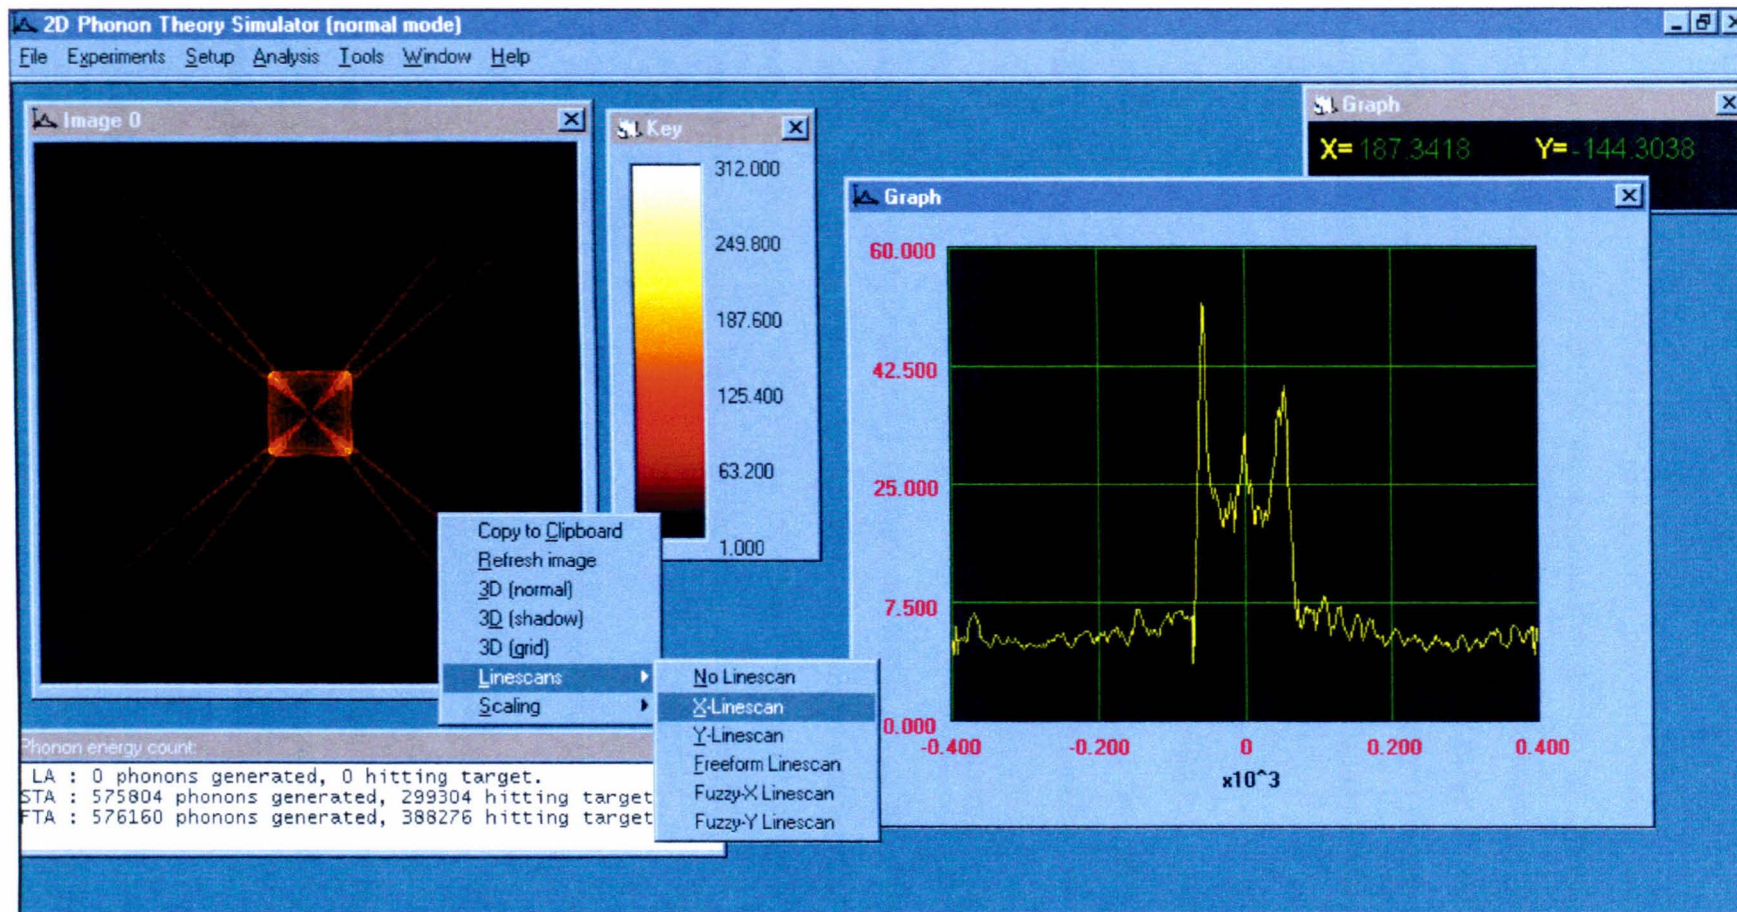 2D Phonon Theory Simulator (normal mode)
File Experiments Setup Analysis Tools Window Help
Image 0
Key
312.000
249.800
187.600
125.400
63.200
1.000
Graph
X= 187.3418 Y=-144.3038
Graph
60.000
42.500
25.000
7.500
0.000
-0.400 -0.200 0 0.200 0.400
x10^3
Copy to Clipboard
Refresh image
3D (normal)
3D (shadow)
3D (grid)
Linescans
Scaling
No Linescan
X-Linescan
Y-Linescan
Freeform Linescan
Fuzzy-X Linescan
Fuzzy-Y Linescan
Phonon energy count:
LA : 0 phonons generated, 0 hitting target.
STA : 575804 phonons generated, 299304 hitting target
FTA : 576160 phonons generated, 388276 hitting target